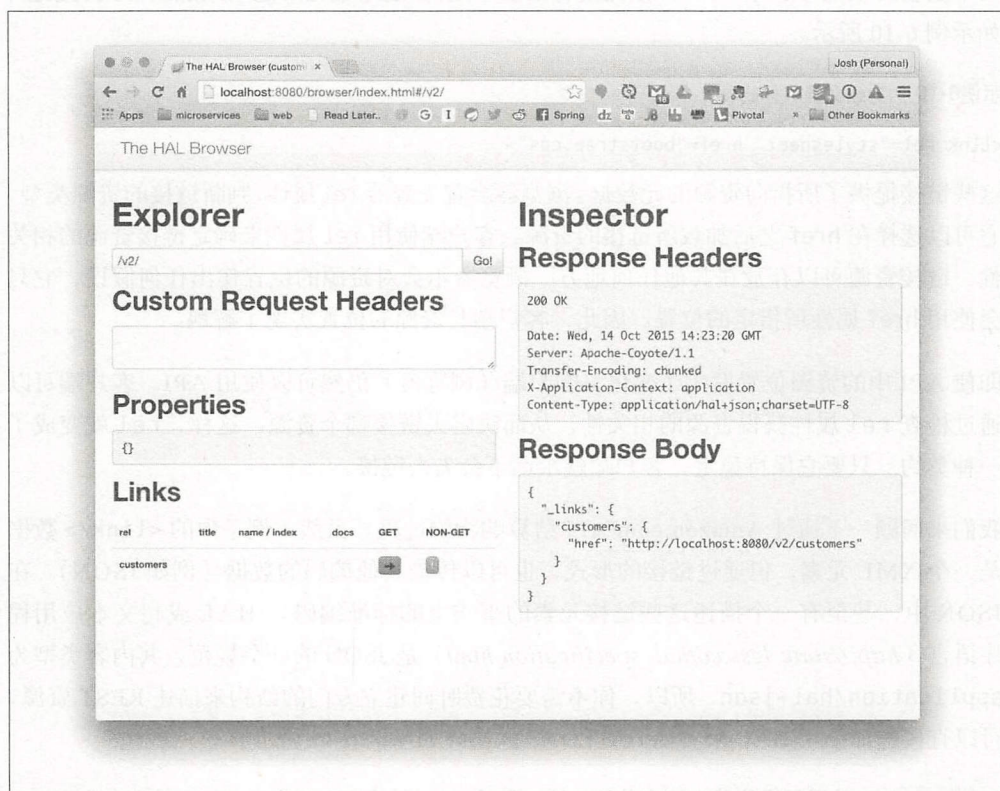 The HAL Browser (custom
Josh (Personal)
localhost:8080/browser/index.html#/v2/
Apps microservices web Read Later.. Spring Pivotal Other Bookmarks
The HAL Browser
Explorer
/v2/ Go!
Custom Request Headers
Properties
{}
Links
rel title name / index docs GET NON-GET
customers
Inspector
Response Headers
200 OK
Date: Wed, 14 Oct 2015 14:23:20 GMT
Server: Apache-Coyote/1.1
Transfer-Encoding: chunked
X-Application-Context: application
Content-Type: application/hal+json;charset=UTF-8
Response Body
{
"_links": {
"customers": {
"href": "http://localhost:8080/v2/customers"
}
}
}